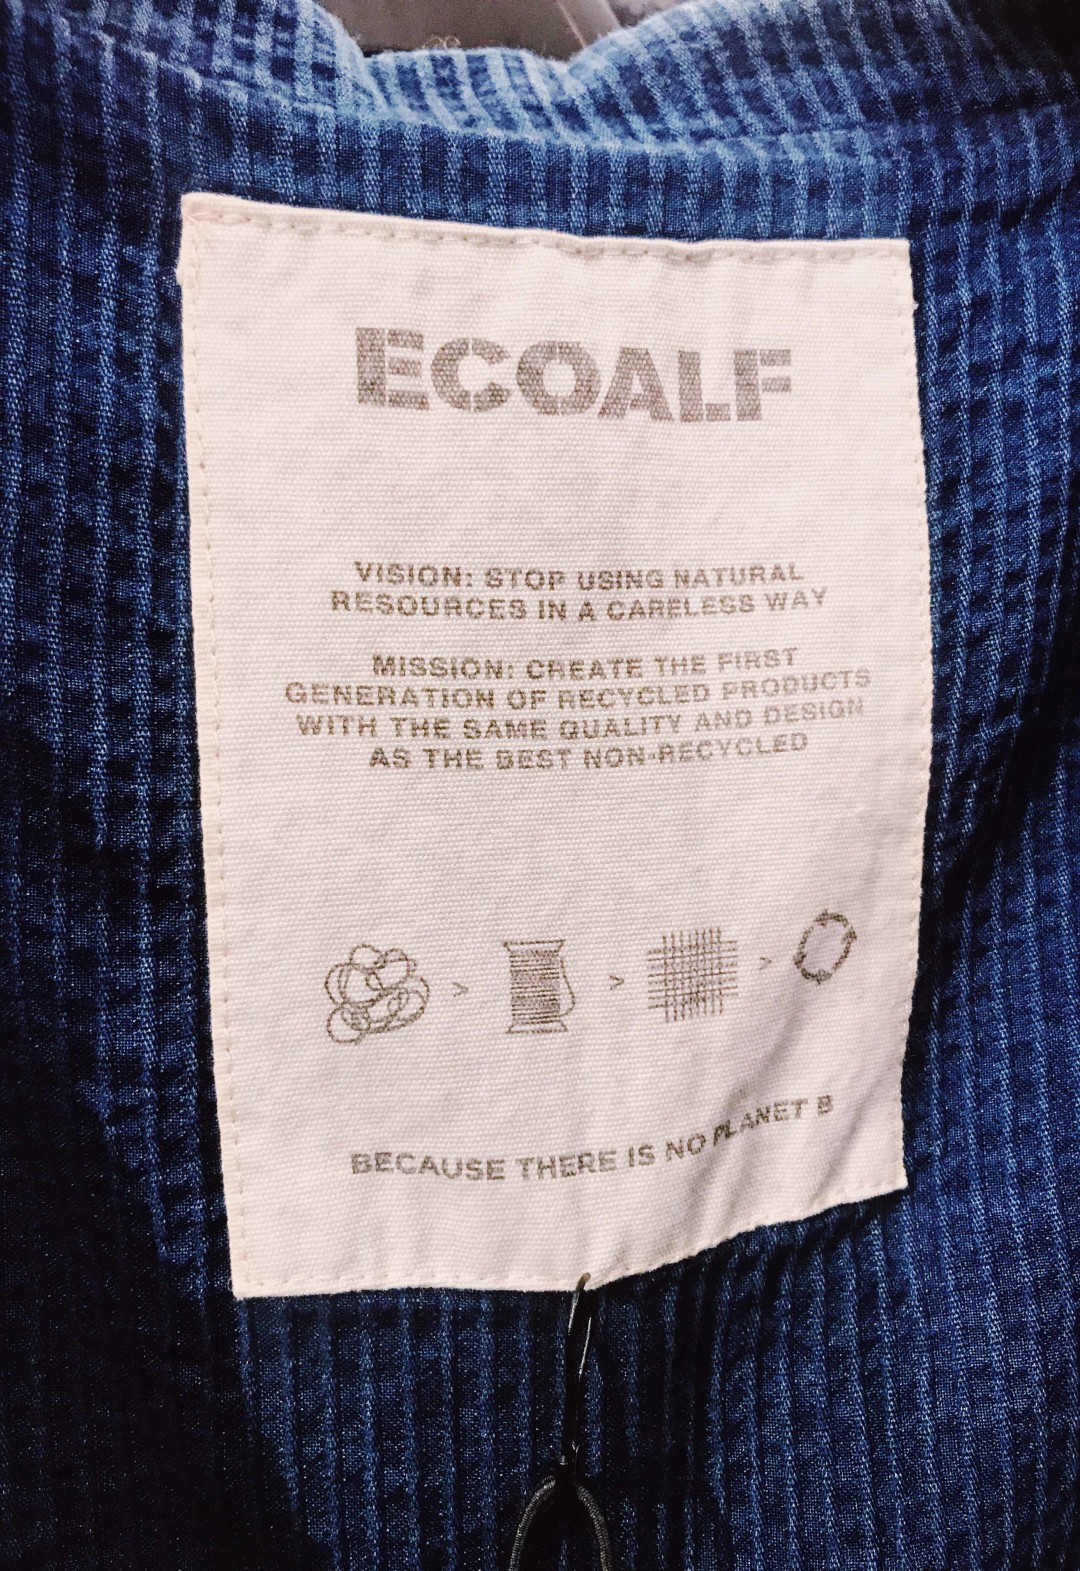 ECOALF
VISION: STOP USING NATURAL
RESOURCES IN A CARELESS WAY
MISSION: CREATE THE FIRST
GENERATION OF RECYCLED PRODUCTS
WITH THE SAME QUALITY AND DESIGN
AS THE BEST NON-RECYCLED
> > >
BECAUSE THERE IS NO PLANET B